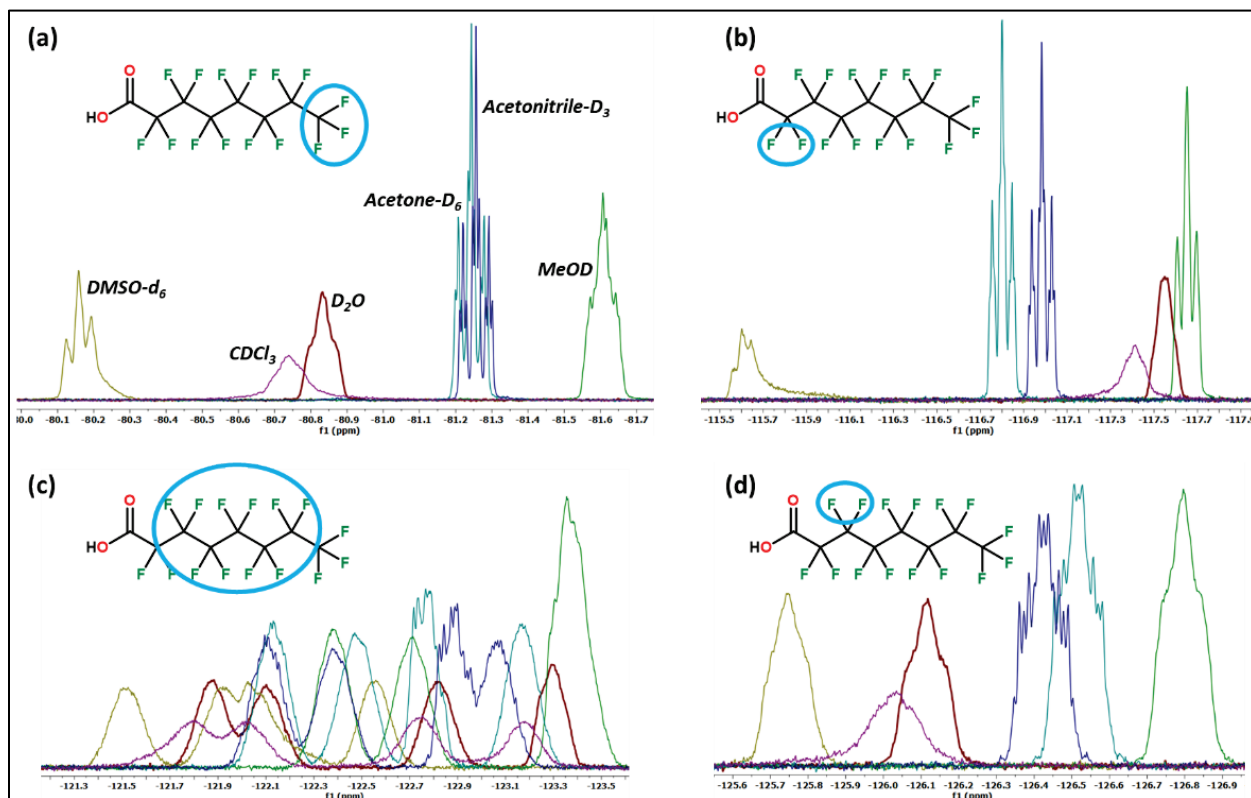 (a)
O F F F F F F
F
HO
F
F F F F F F F
DMSO-d6
CDCl3
D2O
Acetone-D6
Acetonitrile-D3
MeOD
-80.1 -80.2 -80.3 -80.4 -80.5 -80.6 -80.7 -80.8 -80.9 -81.0 -81.1 -81.2 -81.3 -81.4 -81.5 -81.6 -81.7
f1 (ppm)
(b)
O F F F F F F
F
HO
F
F F F F F F F
-115.5 -115.7 -115.9 -116.1 -116.3 -116.5 -116.7 -116.9 -117.1 -117.3 -117.5 -117.7
f1 (ppm)
(c)
O F F F F F F
F
HO
F
F F F F F F F
-121.3 -121.5 -121.7 -121.9 -122.1 -122.3 -122.5 -122.7 -122.9 -123.1 -123.3 -123.5
f1 (ppm)
(d)
O F F F F F F
F
HO
F
F F F F F F F
-125.6 -125.7 -125.8 -125.9 -126.0 -126.1 -126.2 -126.3 -126.4 -126.5 -126.6 -126.7 -126.8 -126.9
f1 (ppm)